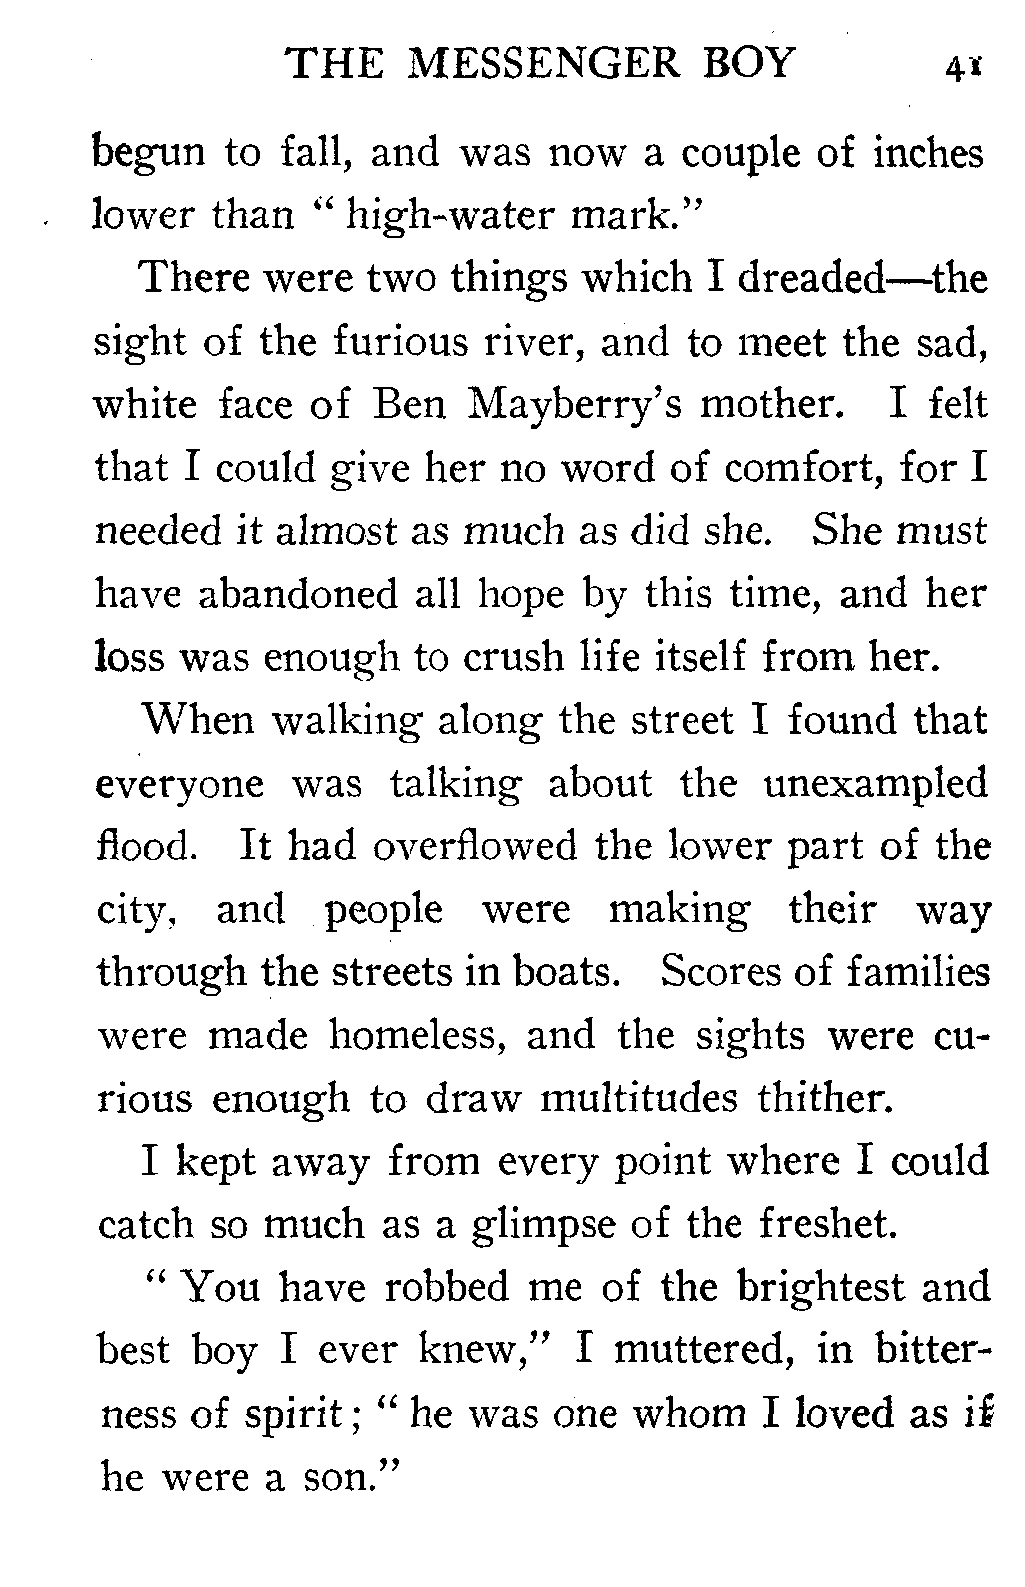 THE MESSENGER BOY 41
begun to fall, and was now a couple of inches
lower than " high-water mark."
There were two things which I dreaded—the
sight of the furious river, and to meet the sad,
white face of Ben Mayberry's mother. I felt
that I could give her no word of comfort, for I
needed it almost as much as did she. She must
have abandoned all hope by this time, and her
loss was enough to crush life itself from her.
When walking along the street I found that
everyone was talking about the unexampled
flood. It had overflowed the lower part of the
city, and people were making their way
through the streets in boats. Scores of families
were made homeless, and the sights were cu-
rious enough to draw multitudes thither.
I kept away from every point where I could
catch so much as a glimpse of the freshet.
" You have robbed me of the brightest and
best boy I ever knew," I muttered, in bitter-
ness of spirit ; " he was one whom I loved as if
he were a son."